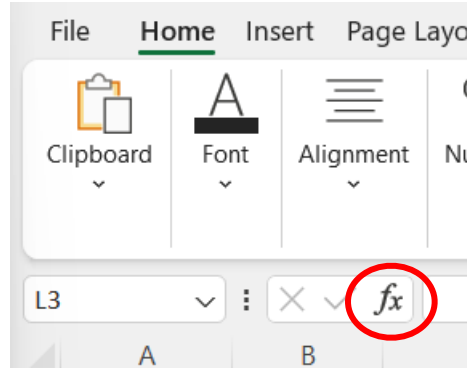 File Home Insert Page Layo
Clipboard Font Alignment Nu
L3 fx
A B